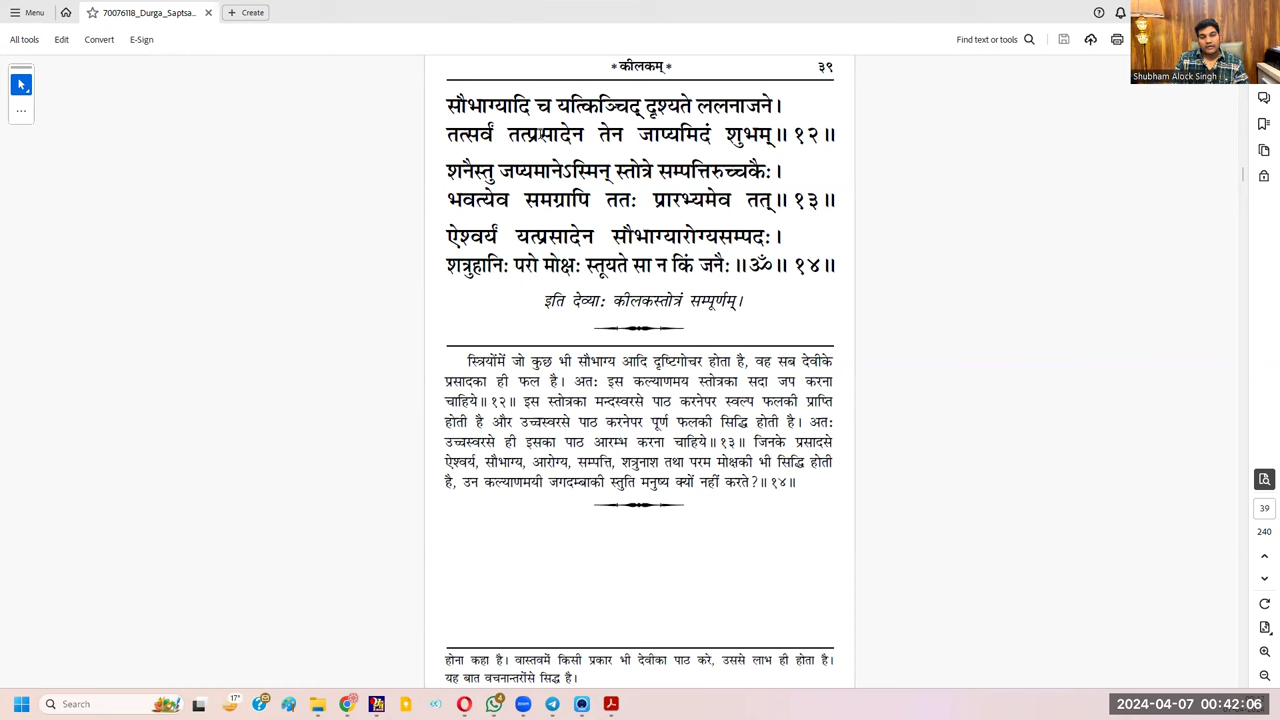 Menu
70076118_Durga_Saptsa...
Create
All tools
Edit
Convert
E-Sign
Find text or tools
Shubham Alock Singh
* कीलकम् *
३९
सौभाग्यादि च यत्किञ्चिद् दृश्यते ललनाजने।
तत्सर्वं तत्प्रसादेन तेन जाप्यमिदं शुभम्॥ १२॥
शनैस्तु जप्यमानेऽस्मिन् स्तोत्रे सम्पत्तिरुच्चकैः।
भवत्येव समग्रापि ततः प्रारभ्यमेव तत्॥ १३॥
ऐश्वर्यं यत्प्रसादेन सौभाग्यारोग्यसम्पदः।
शत्रुहानिः परो मोक्षः स्तूयते सा न किं जनैः॥ॐ॥ १४॥
इति देव्याः कीलकस्तोत्रं सम्पूर्णम्।
स्त्रियोंमें जो कुछ भी सौभाग्य आदि दृष्टिगोचर होता है, वह सब देवीके
प्रसादका ही फल है। अतः इस कल्याणमय स्तोत्रका सदा जप करना
चाहिये॥ १२॥ इस स्तोत्रका मन्दस्वरसे पाठ करनेपर स्वल्प फलकी प्राप्ति
होती है और उच्चस्वरसे पाठ करनेपर पूर्ण फलकी सिद्धि होती है। अतः
उच्चस्वरसे ही इसका पाठ आरम्भ करना चाहिये॥ १३॥ जिनके प्रसादसे
ऐश्वर्य, सौभाग्य, आरोग्य, सम्पत्ति, शत्रुनाश तथा परम मोक्षकी भी सिद्धि होती
है, उन कल्याणमयी जगदम्बाकी स्तुति मनुष्य क्यों नहीं करते?॥ १४॥
होना कहा है। वास्तवमें किसी प्रकार भी देवीका पाठ करे, उससे लाभ ही होता है।
यह बात वचनान्तरोंसे सिद्ध है।
39
240
Search
17°
4
zoom
2024-04-07 00:42:06